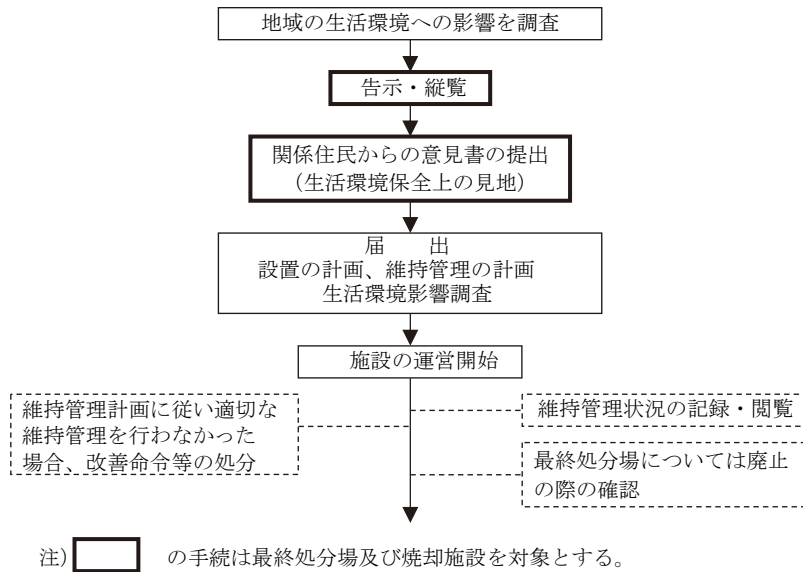 地域の生活環境への影響を調査
告示・縦覧
関係住民からの意見書の提出
（生活環境保全上の見地）
届　　出
設置の計画、維持管理の計画
生活環境影響調査
施設の運営開始
維持管理計画に従い適切な
維持管理を行わなかった
場合、改善命令等の処分
維持管理状況の記録・閲覧
最終処分場については廃止
の際の確認
注）　　　の手続は最終処分場及び焼却施設を対象とする。